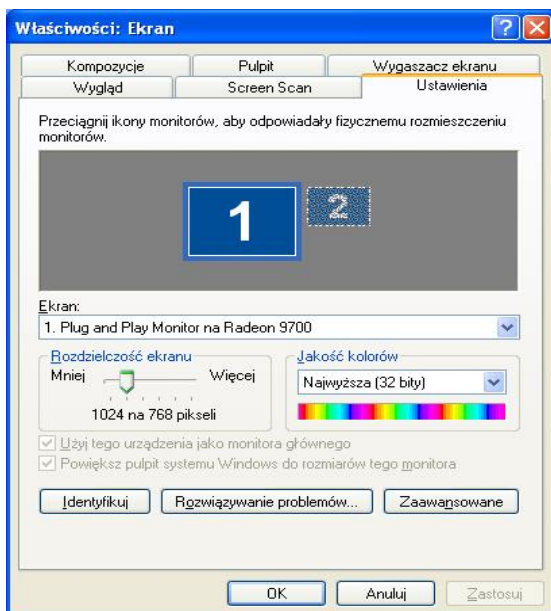 Właściwości: Ekran
Kompozycje
Pulpit
Wygaszacz ekranu
Wygląd
Screen Scan
Ustawienia
Przeciągnij ikony monitorów, aby odpowiadały fizycznemu rozmieszczeniu
monitorów.
1
2
Ekran:
1. Plug and Play Monitor na Radeon 9700
Rozdzielczość ekranu
Mniej
Więcej
1024 na 768 pikseli
Jakość kolorów
Najwyższa (32 bity)
Użyj tego urządzenia jako monitora głównego
Powiększ pulpit systemu Windows do rozmiarów tego monitora
Identyfikuj
Rozwiązywanie problemów...
Zaawansowane
OK
Anuluj
Zastosuj